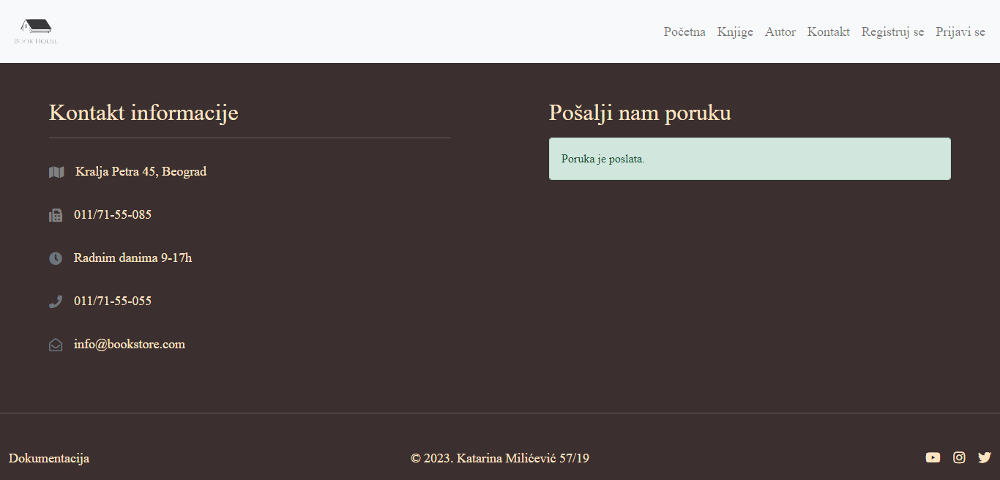 BOOK HOUSE
Početna Knjige Autor Kontakt Registruj se Prijavi se
Kontakt informacije
Kralja Petra 45, Beograd
011/71-55-085
Radnim danima 9-17h
011/71-55-055
info@bookstore.com
Pošalji nam poruku
Poruka je poslata.
Dokumentacija
© 2023. Katarina Milićević 57/19